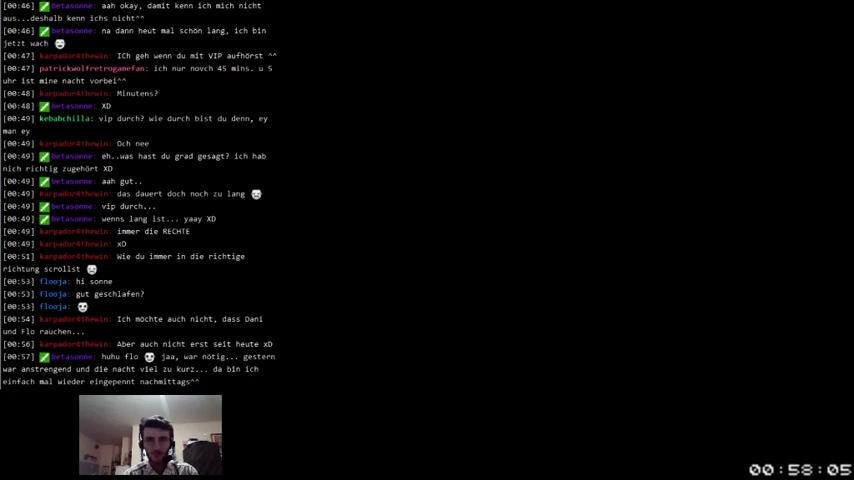 [00:46] betasonne: aah okay, damit kenn ich mich nicht
aus...deshalb kenn ichs nicht^^
[00:46] betasonne: na dann heut mal schön lang, ich bin
jetzt wach
[00:47] karpador4thewin: ICh geh wenn du mit VIP aufhörst ^^
[00:47] patrickwolfretrogamefan: ich nur novch 45 mins. u 5
uhr ist mine nacht vorbei^^
[00:48] karpador4thewin: Minutens?
[00:48] betasonne: XD
[00:49] kebabchilla: vip durch? wie durch bist du denn, ey
man ey
[00:49] karpador4thewin: Och nee
[00:49] betasonne: eh..was hast du grad gesagt? ich hab
nich richtig zugehört XD
[00:49] betasonne: aah gut..
[00:49] karpador4thewin: das dauert doch noch zu lang
[00:49] betasonne: vip durch...
[00:49] betasonne: wenns lang ist... yaay XD
[00:49] karpador4thewin: immer die RECHTE
[00:49] karpador4thewin: xD
[00:51] karpador4thewin: Wie du immer in die richtige
richtung scrollst
[00:53] flooja: hi sonne
[00:53] flooja: gut geschlafen?
[00:53] flooja:
[00:54] karpador4thewin: Ich möchte auch nicht, dass Dani
und Flo rauchen...
[00:56] karpador4thewin: Aber auch nicht erst seit heute xD
[00:57] betasonne: huhu flo jaa, war nötig... gestern
war anstrengend und die nacht viel zu kurz... da bin ich
einfach mal wieder eingepennt nachmittags^^
00:58:05